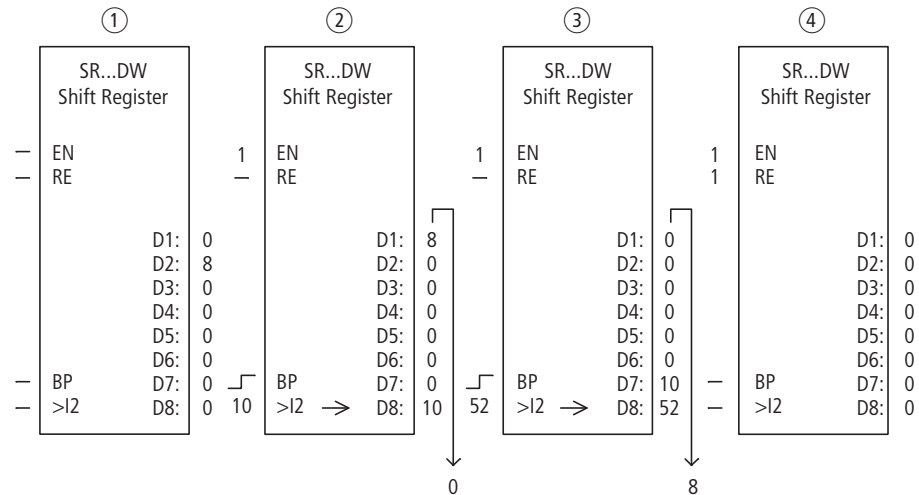 ① ② ③ ④
SR...DW SR...DW SR...DW SR...DW
Shift Register Shift Register Shift Register Shift Register
– EN 1 EN 1 EN 1 EN
– RE – RE – RE 1 RE
D1: 0 D1: 8 D1: 0 D1: 0
D2: 8 D2: 0 D2: 0 D2: 0
D3: 0 D3: 0 D3: 0 D3: 0
D4: 0 D4: 0 D4: 0 D4: 0
D5: 0 D5: 0 D5: 0 D5: 0
D6: 0 D6: 0 D6: 0 D6: 0
– BP D7: 0 BP D7: 0 BP D7: 10 – BP D7: 0
– >I2 D8: 0 10 >I2 → D8: 10 52 >I2 → D8: 52 – >I2 D8: 0
0 8